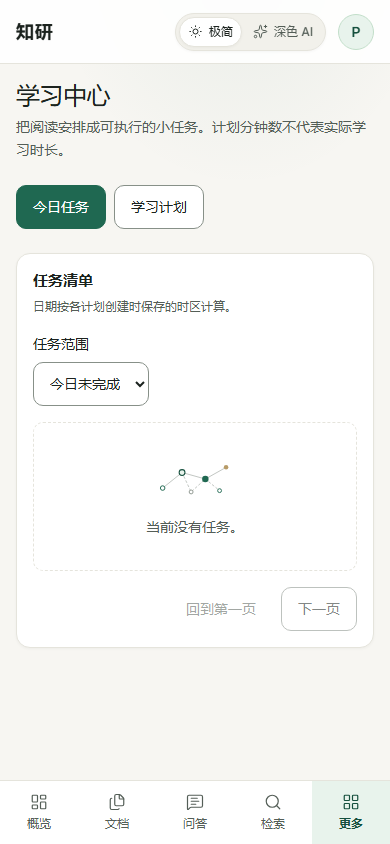 知研
极简
深色 AI
P
学习中心
把阅读安排成可执行的小任务。计划分钟数不代表实际学
习时长。
今日任务
学习计划
任务清单
日期按各计划创建时保存的时区计算。
任务范围
今日未完成
当前没有任务。
回到第一页
下一页
概览
文档
问答
检索
更多